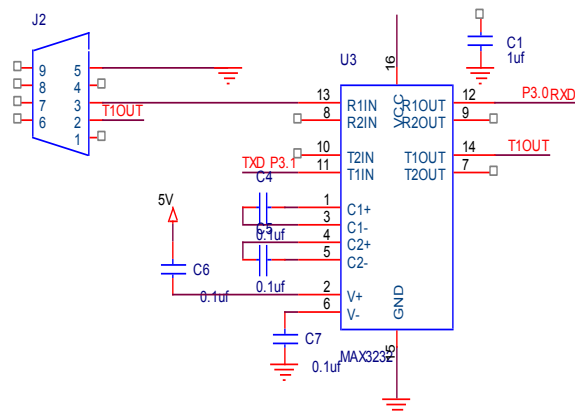 J2
9 5
8 4
7 3
6 2 T1OUT
1
U3
C1
1uf
16
VCC
13 R1IN R1OUT 12 P3.0 RXD
8 R2IN R2OUT 9
10 T2IN T1OUT 14 T1OUT
TXD P3.1 11 T1IN T2OUT 7
C4
1 C1+
3 C1-
C5
0.1uf
4 C2+
5 C2-
0.1uf
5V
C6
0.1uf
2 V+
6 V-
GND
C7
0.1uf
MAX3232
15